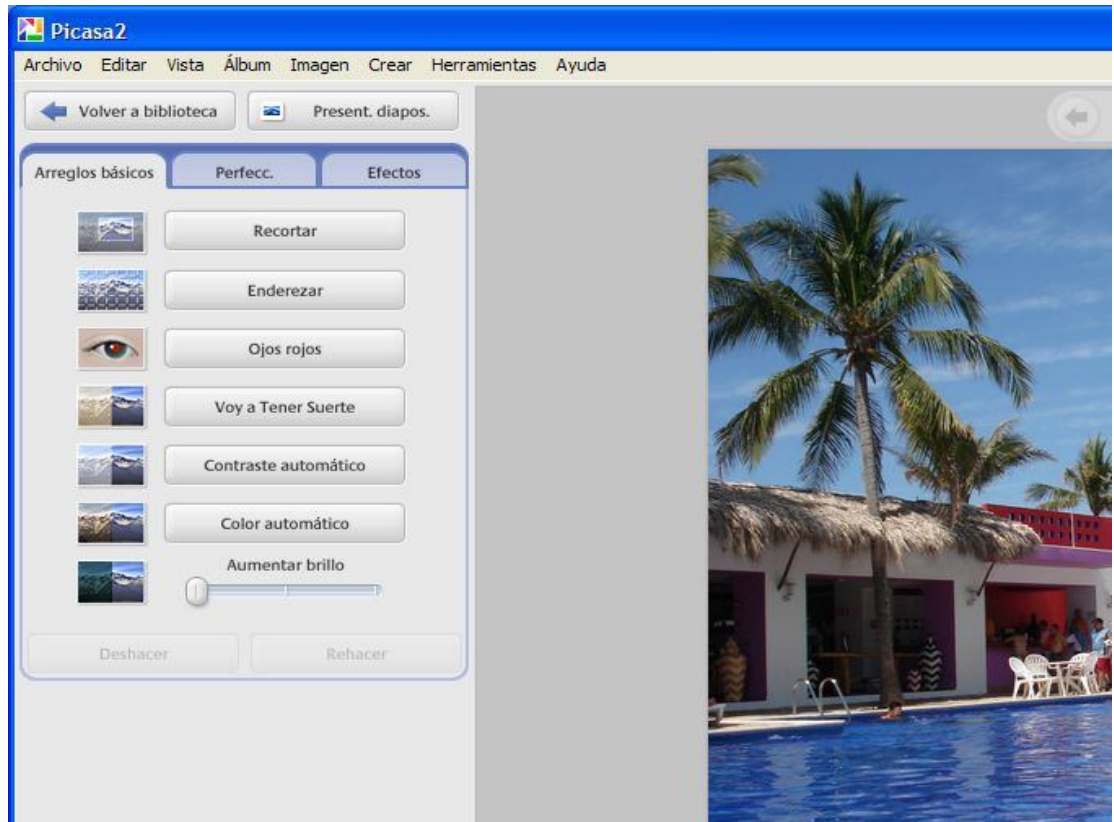 Picasa2
Archivo Editar Vista Álbum Imagen Crear Herramientas Ayuda
Volver a biblioteca Present. diapos.
Arreglos básicos Perfecc. Efectos
Recortar
Enderezar
Ojos rojos
Voy a Tener Suerte
Contraste automático
Color automático
Aumentar brillo
Deshacer Rehacer